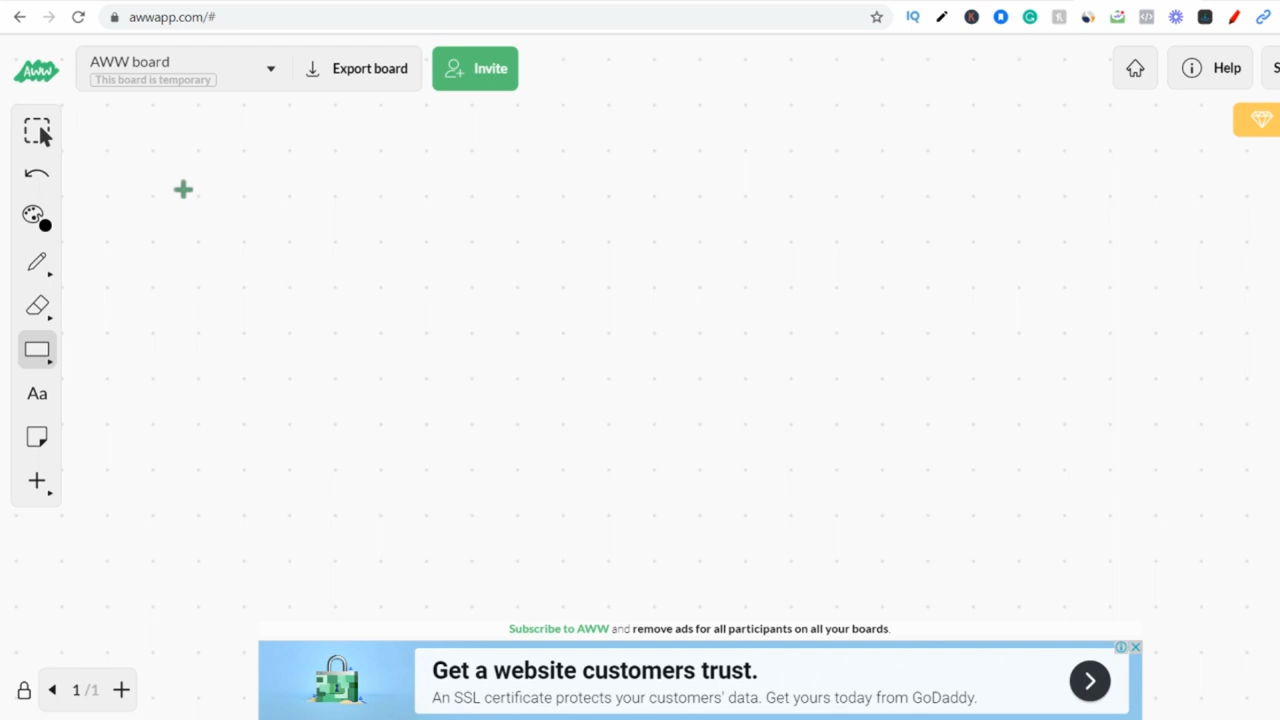 awwapp.com/#
IQ
AWW
AWW board
This board is temporary
Export board
Invite
Help
S
Aa
Subscribe to AWW and remove ads for all participants on all your boards.
Get a website customers trust.
An SSL certificate protects your customers' data. Get yours today from GoDaddy.
1 /1